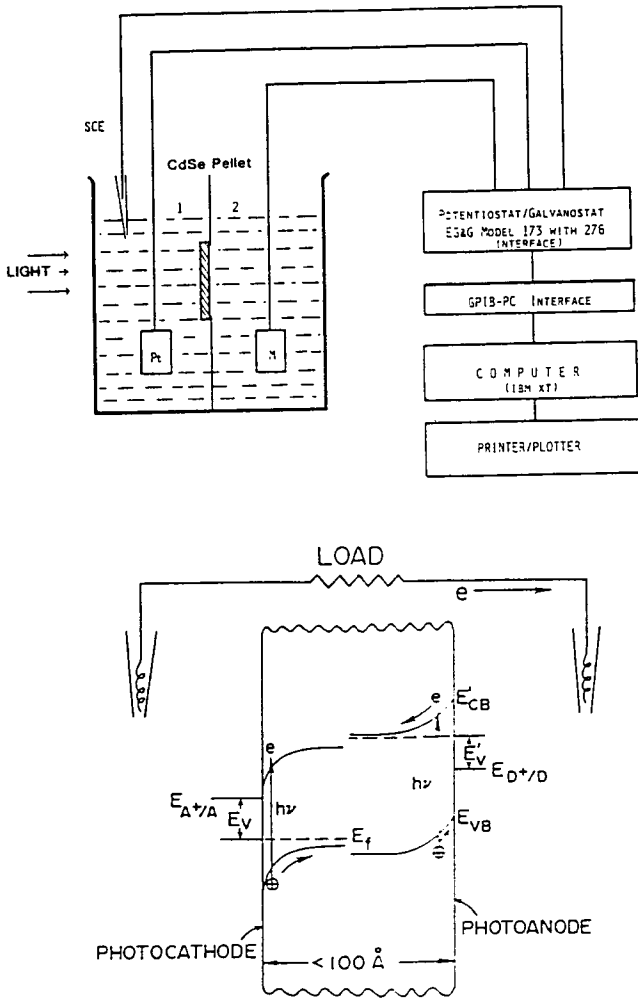 SCE
CdSe Pellet
1 2
LIGHT
Pt
M
POTENTIOSTAT/GALVANOSTAT
EG&G MODEL 173 WITH 276
INTERFACE)
GPIB-PC INTERFACE
COMPUTER
(IBM XT)
PRINTER/PLOTTER
LOAD
e
e
E'CB
E'V
ED+/D
e
hν
hν
EA+/A
EV
Ef
EVB
⊕
PHOTOCATHODE
PHOTOANODE
<100 Å